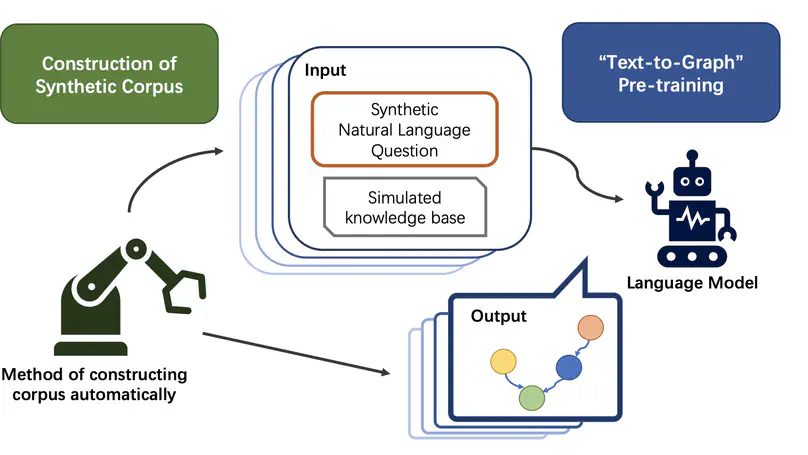 Construction of
Synthetic Corpus
Input
Synthetic
Natural Language
Question
Simulated
knowledge base
“Text-to-Graph”
Pre-training
Language Model
Method of constructing
corpus automatically
Output